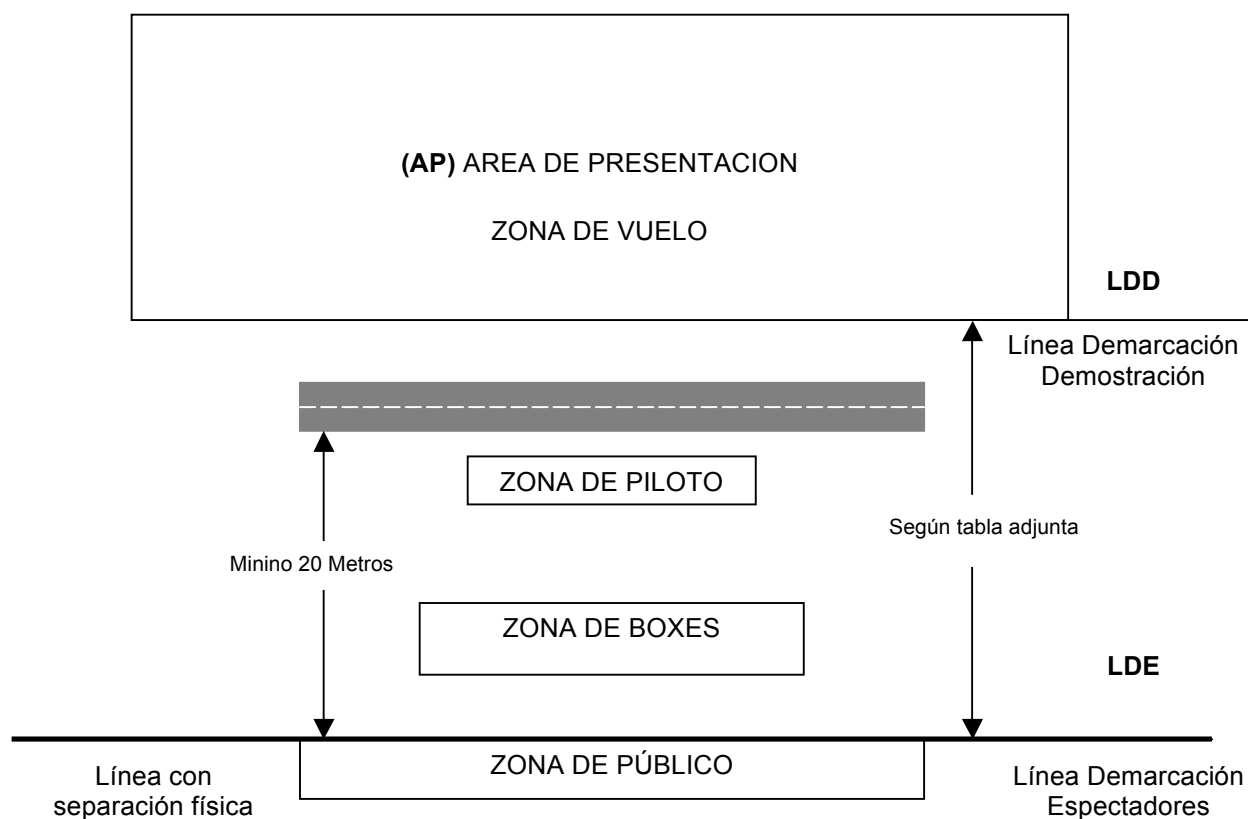 (AP) AREA DE PRESENTACION
ZONA DE VUELO
LDD
Línea Demarcación
Demostración
ZONA DE PILOTO
Según tabla adjunta
Minino 20 Metros
ZONA DE BOXES
LDE
ZONA DE PÚBLICO
Línea con
separación física
Línea Demarcación
Espectadores